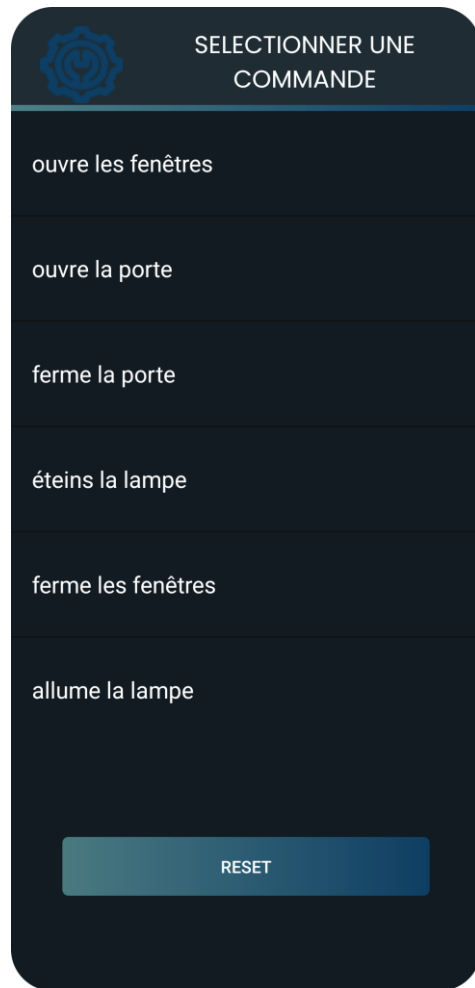 SELECTIONNER UNE
COMMANDE
ouvre les fenêtres
ouvre la porte
ferme la porte
éteins la lampe
ferme les fenêtres
allume la lampe
RESET